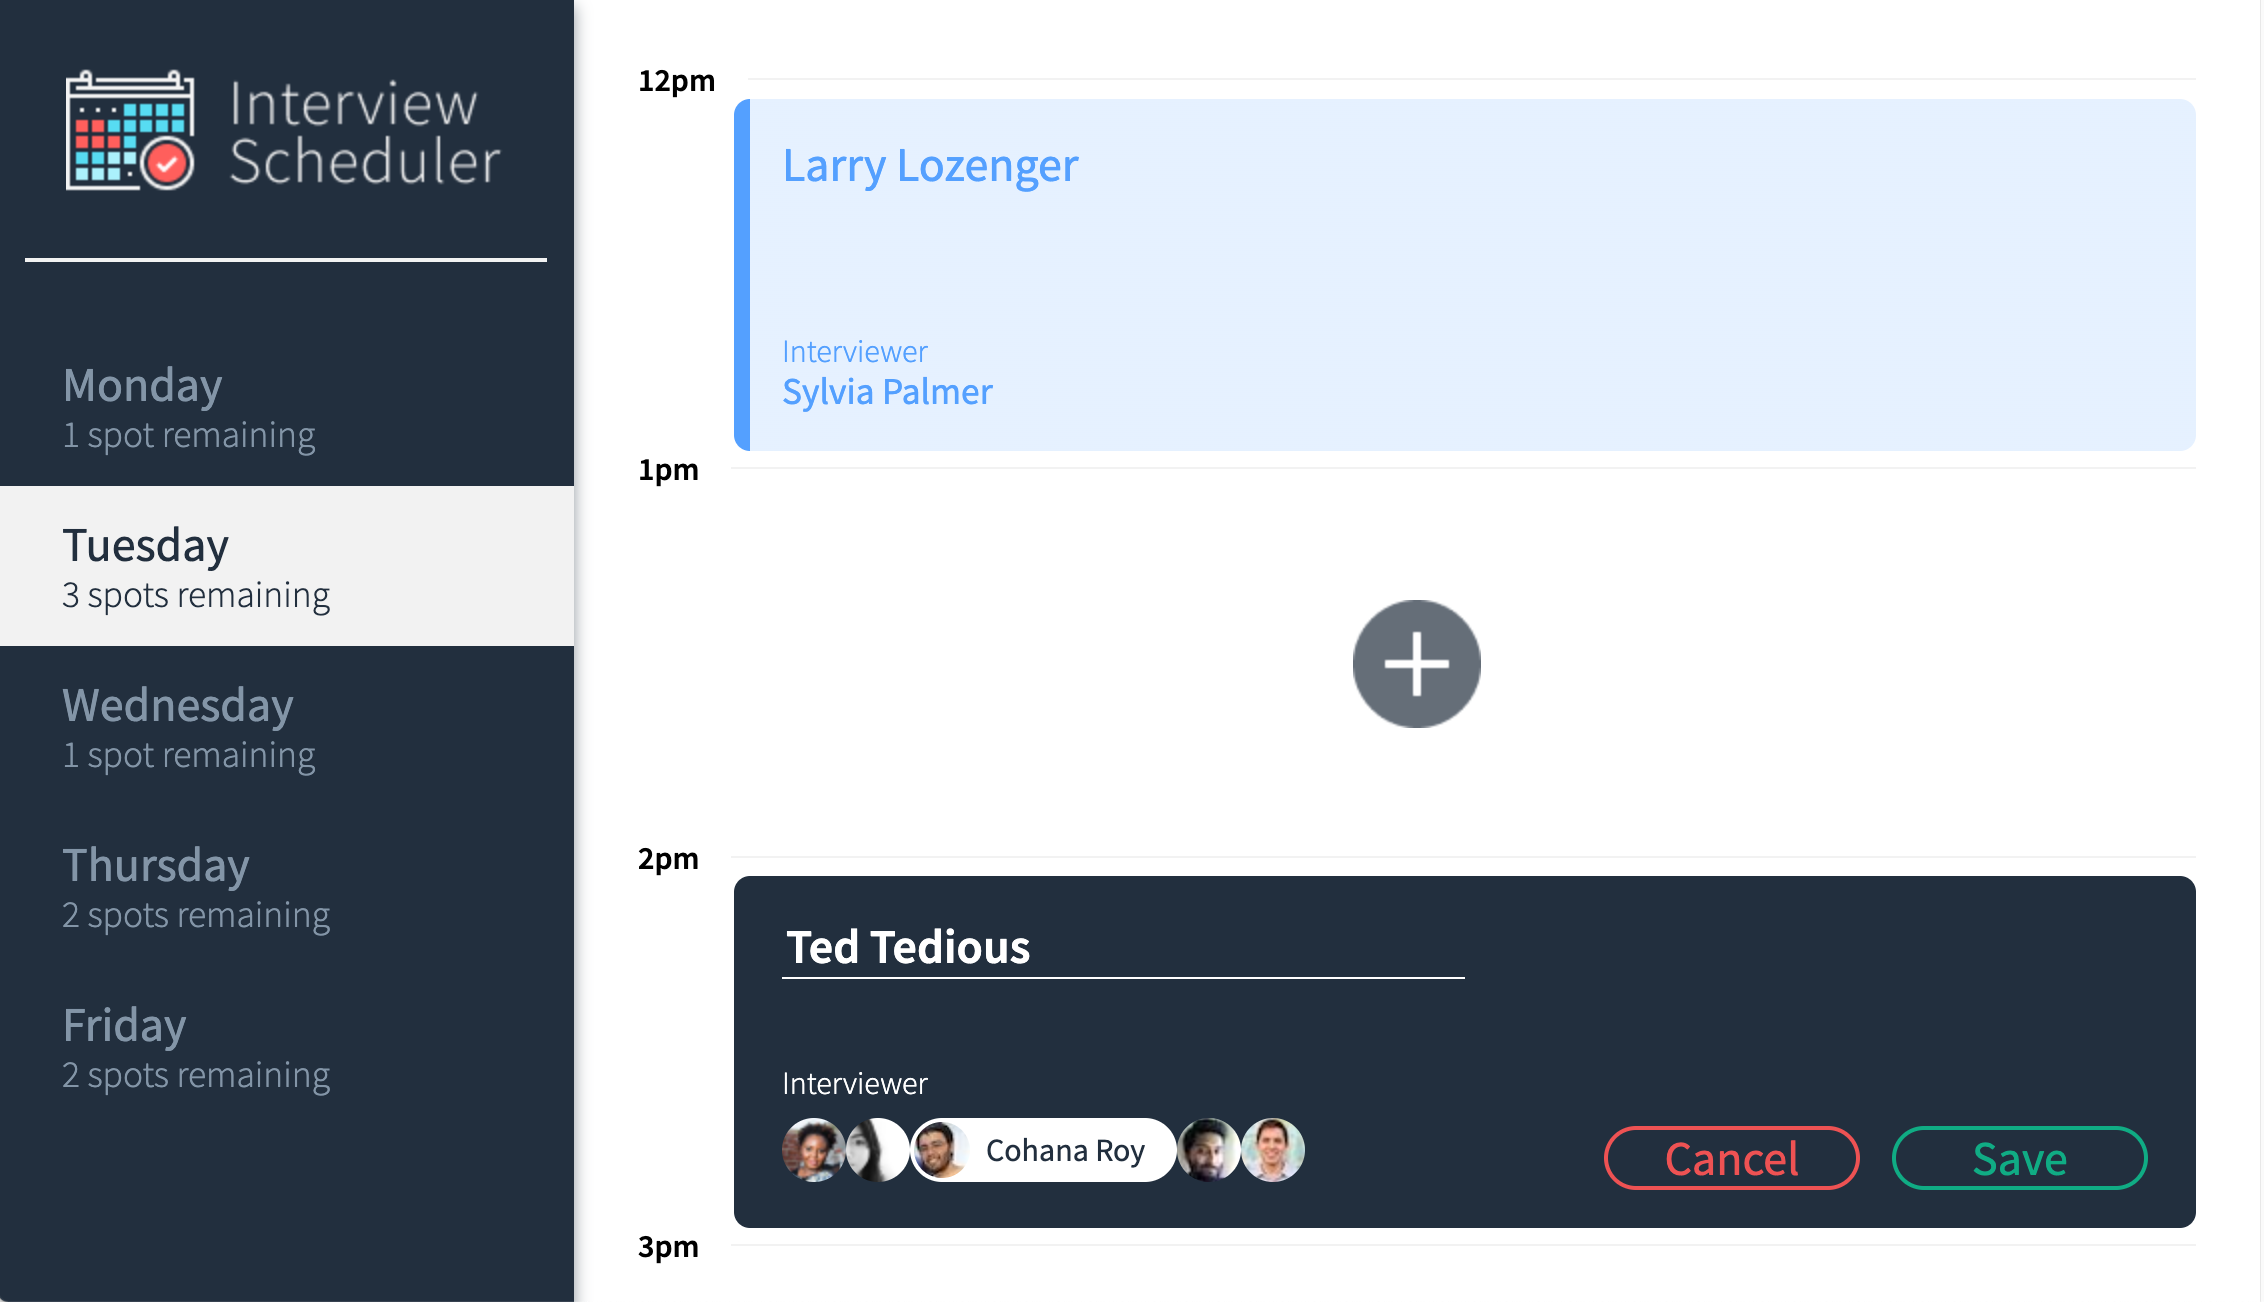 Interview
Scheduler
Monday
1 spot remaining
Tuesday
3 spots remaining
Wednesday
1 spot remaining
Thursday
2 spots remaining
Friday
2 spots remaining
12pm
Larry Lozenger
Interviewer
Sylvia Palmer
1pm
2pm
Ted Tedious
Interviewer
Cohana Roy
Cancel
Save
3pm